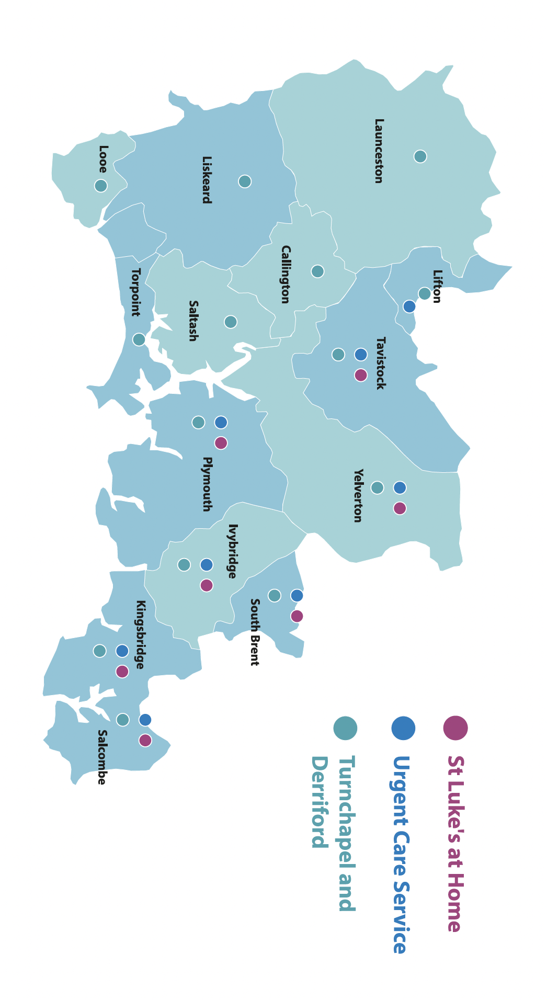 Launceston
Lifton
Tavistock
Callington
Liskeard
Looe
Torpoint
Saltash
Yelverton
Plymouth
Ivybridge
South Brent
Kingsbridge
Salcombe
St Luke's at Home
Urgent Care Service
Turnchapel and
Derriford